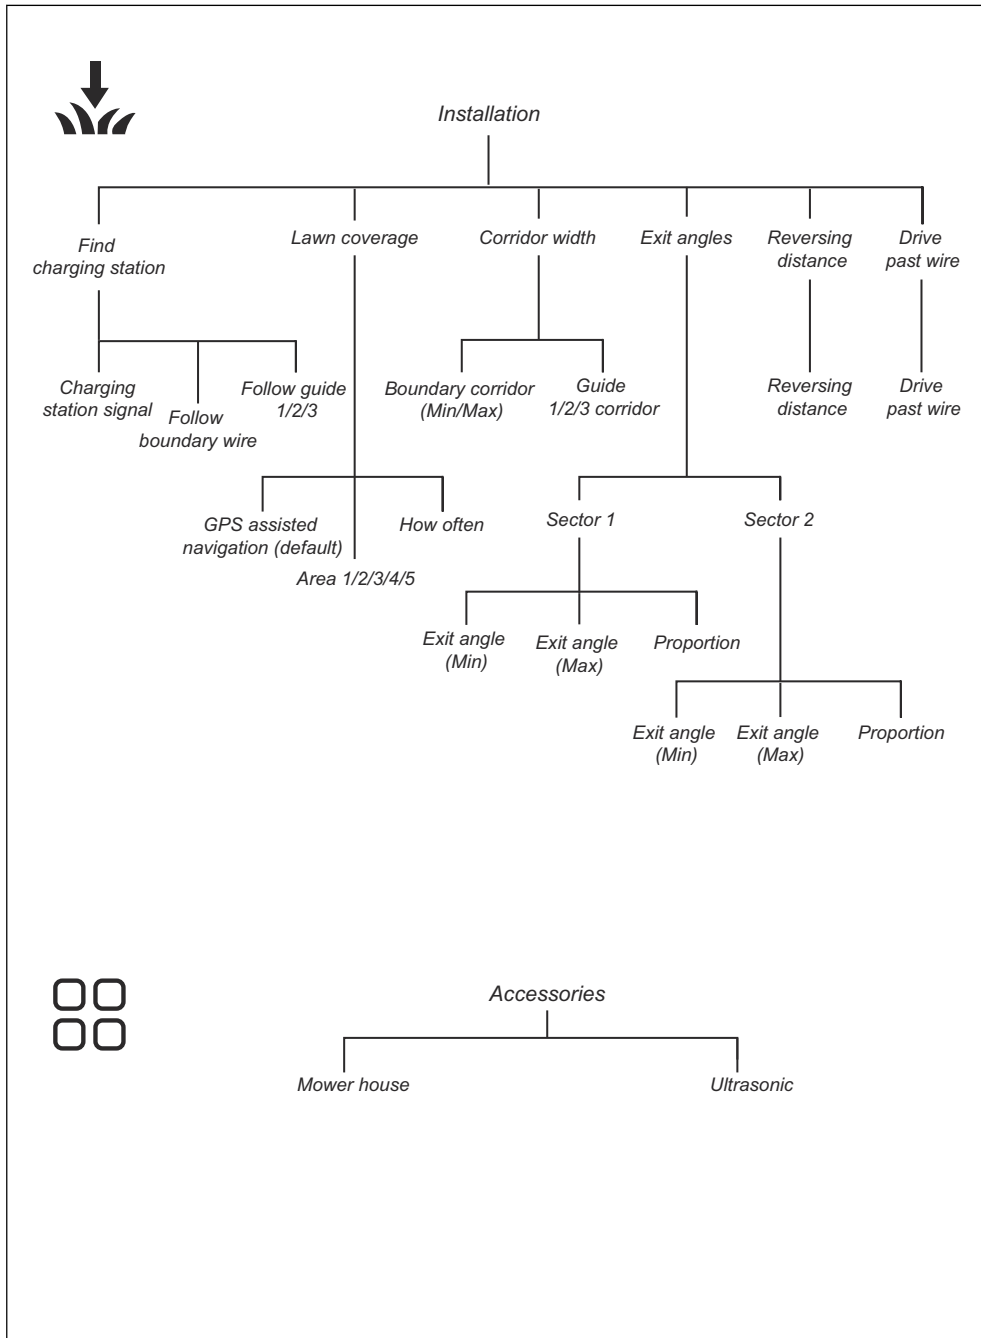 Installation
Find
charging station
Lawn coverage
Corridor width
Exit angles
Reversing
distance
Drive
past wire
Charging
station signal
Follow
boundary wire
Follow guide
1/2/3
Boundary corridor
(Min/Max)
Guide
1/2/3 corridor
Reversing
distance
Drive
past wire
GPS assisted
navigation (default)
Area 1/2/3/4/5
How often
Sector 1
Sector 2
Exit angle
(Min)
Exit angle
(Max)
Proportion
Exit angle
(Min)
Exit angle
(Max)
Proportion
Accessories
Mower house
Ultrasonic